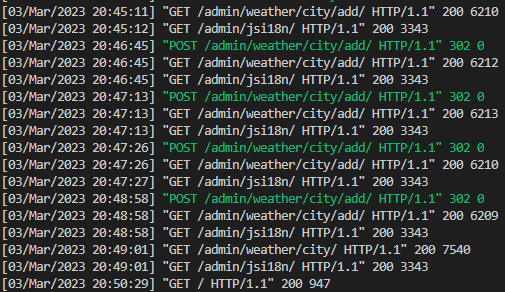 [03/Mar/2023 20:45:11] "GET /admin/weather/city/add/ HTTP/1.1" 200 6210
[03/Mar/2023 20:45:12] "GET /admin/jsi18n/ HTTP/1.1" 200 3343
[03/Mar/2023 20:46:45] "POST /admin/weather/city/add/ HTTP/1.1" 302 0
[03/Mar/2023 20:46:45] "GET /admin/weather/city/add/ HTTP/1.1" 200 6212
[03/Mar/2023 20:46:45] "GET /admin/jsi18n/ HTTP/1.1" 200 3343
[03/Mar/2023 20:47:13] "POST /admin/weather/city/add/ HTTP/1.1" 302 0
[03/Mar/2023 20:47:13] "GET /admin/weather/city/add/ HTTP/1.1" 200 6213
[03/Mar/2023 20:47:13] "GET /admin/jsi18n/ HTTP/1.1" 200 3343
[03/Mar/2023 20:47:26] "POST /admin/weather/city/add/ HTTP/1.1" 302 0
[03/Mar/2023 20:47:26] "GET /admin/weather/city/add/ HTTP/1.1" 200 6210
[03/Mar/2023 20:47:27] "GET /admin/jsi18n/ HTTP/1.1" 200 3343
[03/Mar/2023 20:48:58] "POST /admin/weather/city/add/ HTTP/1.1" 302 0
[03/Mar/2023 20:48:58] "GET /admin/weather/city/add/ HTTP/1.1" 200 6209
[03/Mar/2023 20:48:58] "GET /admin/jsi18n/ HTTP/1.1" 200 3343
[03/Mar/2023 20:49:01] "GET /admin/weather/city/ HTTP/1.1" 200 7540
[03/Mar/2023 20:49:01] "GET /admin/jsi18n/ HTTP/1.1" 200 3343
[03/Mar/2023 20:50:29] "GET / HTTP/1.1" 200 947